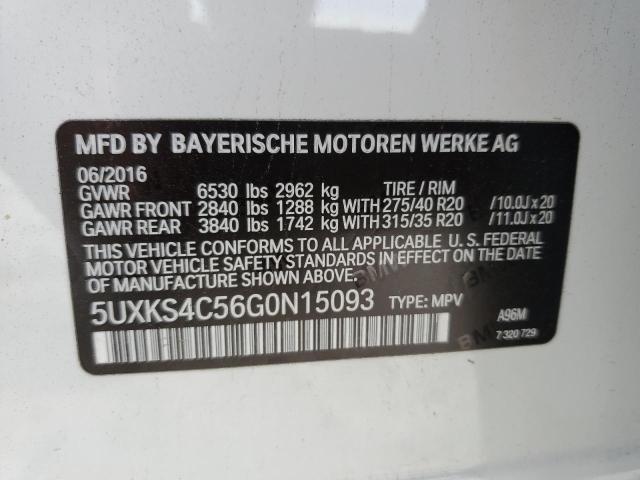 MFD BY BAYERISCHE MOTOREN WERKE AG
06/2016
GVWR 6530 lbs 2962 kg TIRE / RIM
GAWR FRONT 2840 lbs 1288 kg WITH 275/40 R20 /10.0J x 20
GAWR REAR 3840 lbs 1742 kg WITH 315/35 R20 /11.0J x 20
THIS VEHICLE CONFORMS TO ALL APPLICABLE U. S. FEDERAL
MOTOR VEHICLE SAFETY STANDARDS IN EFFECT ON THE DATE
OF MANUFACTURE SHOWN ABOVE.
5UXKS4C56G0N15093 TYPE: MPV A96M
7 320 729